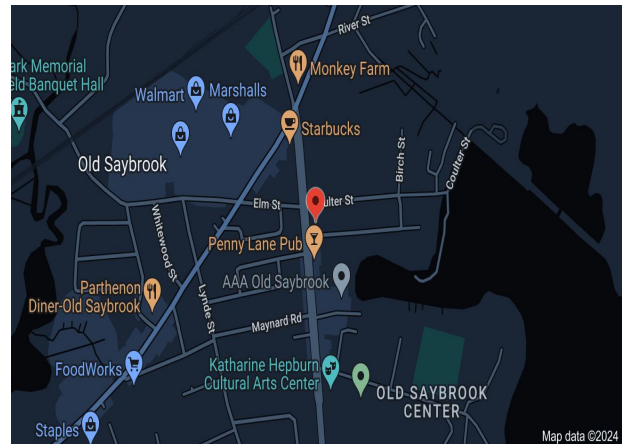 River St
Monkey Farm
ark Memorial
eld-Banquet Hall
Walmart
Marshalls
Starbucks
Old Saybrook
Birch St
Coulter St
Elm St
ulter St
Whitewood St
Penny Lane Pub
AAA Old Saybrook
Parthenon
Diner-Old Saybrook
Lynde St
Maynard Rd
FoodWorks
Katharine Hepburn
Cultural Arts Center
OLD SAYBROOK
CENTER
Staples
Map data ©2024